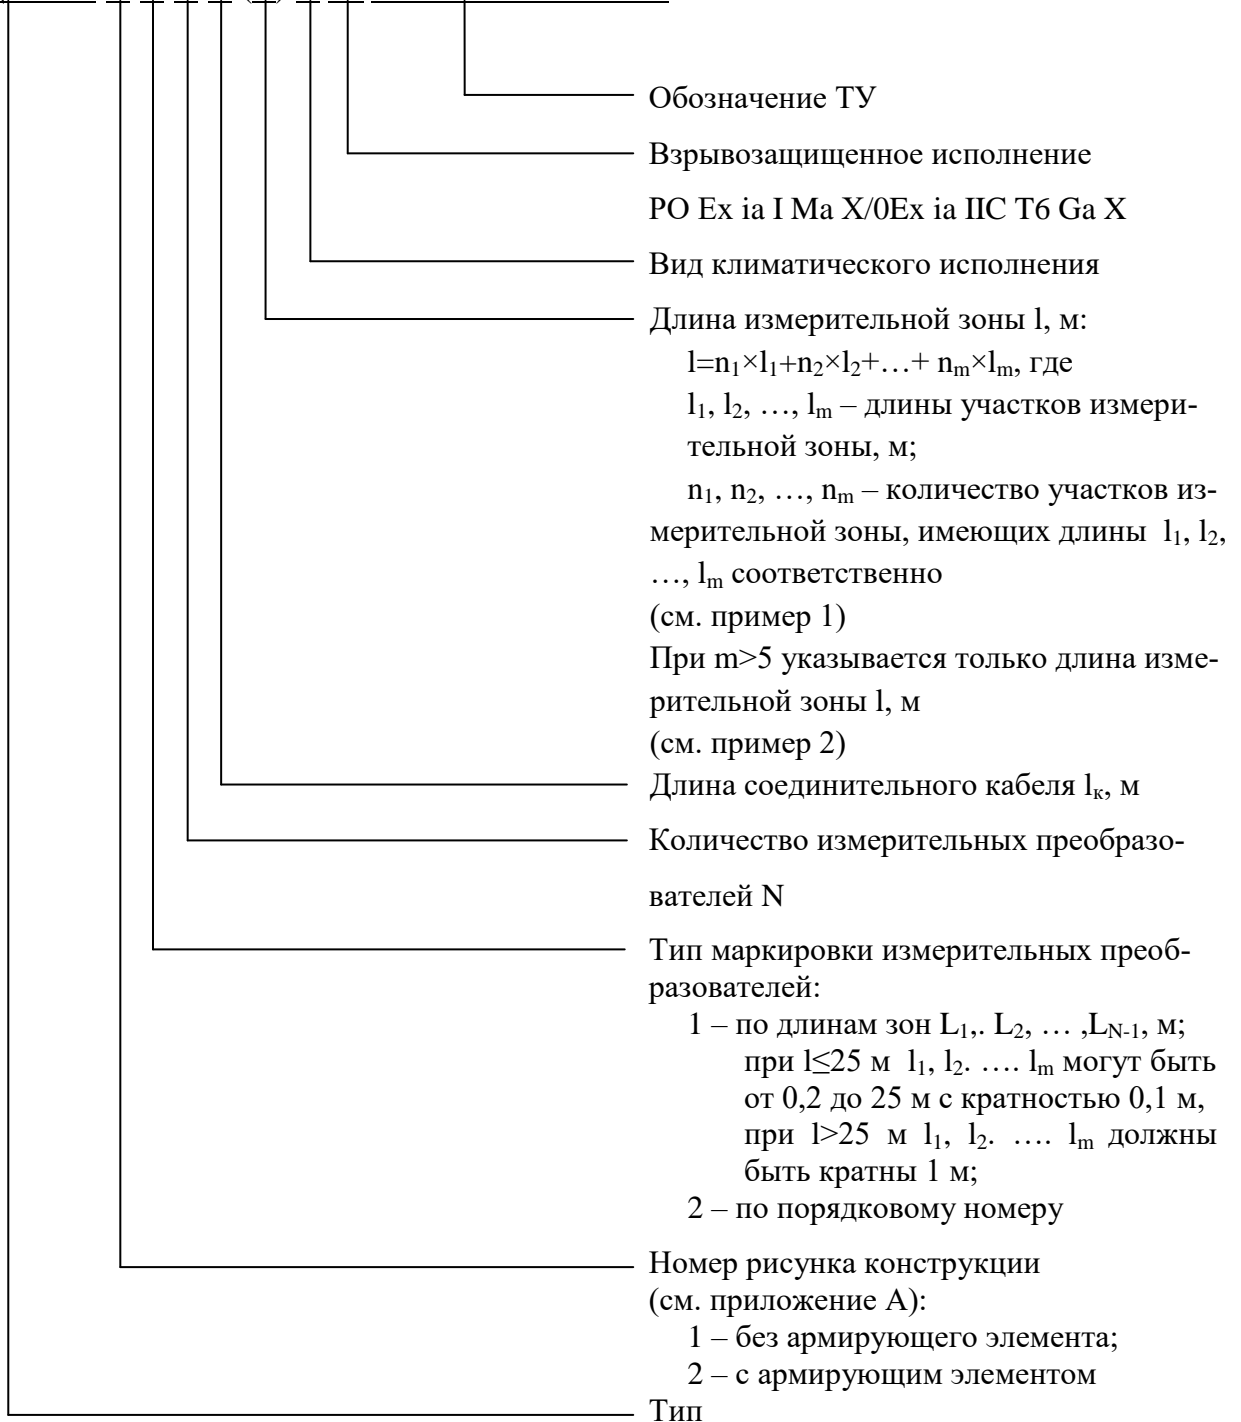 Обозначение ТУ
Взрывозащищенное исполнение
РО Ex ia I Ma X/0Ex ia IIC T6 Ga X
Вид климатического исполнения
Длина измерительной зоны l, м:
l=n₁×l₁+n₂×l₂+…+ nₘ×lₘ, где
l₁, l₂, …, lₘ – длины участков измери-
тельной зоны, м;
n₁, n₂, …, nₘ – количество участков из-
мерительной зоны, имеющих длины l₁, l₂,
…, lₘ соответственно
(см. пример 1)
При m>5 указывается только длина изме-
рительной зоны l, м
(см. пример 2)
Длина соединительного кабеля lк, м
Количество измерительных преобразо-
вателей N
Тип маркировки измерительных преоб-
разователей:
1 – по длинам зон L₁,. L₂, … ,L_N-1, м;
при l≤25 м l₁, l₂. …. lₘ могут быть
от 0,2 до 25 м с кратностью 0,1 м,
при l>25 м l₁, l₂. …. lₘ должны
быть кратны 1 м;
2 – по порядковому номеру
Номер рисунка конструкции
(см. приложение А):
1 – без армирующего элемента;
2 – с армирующим элементом
Тип